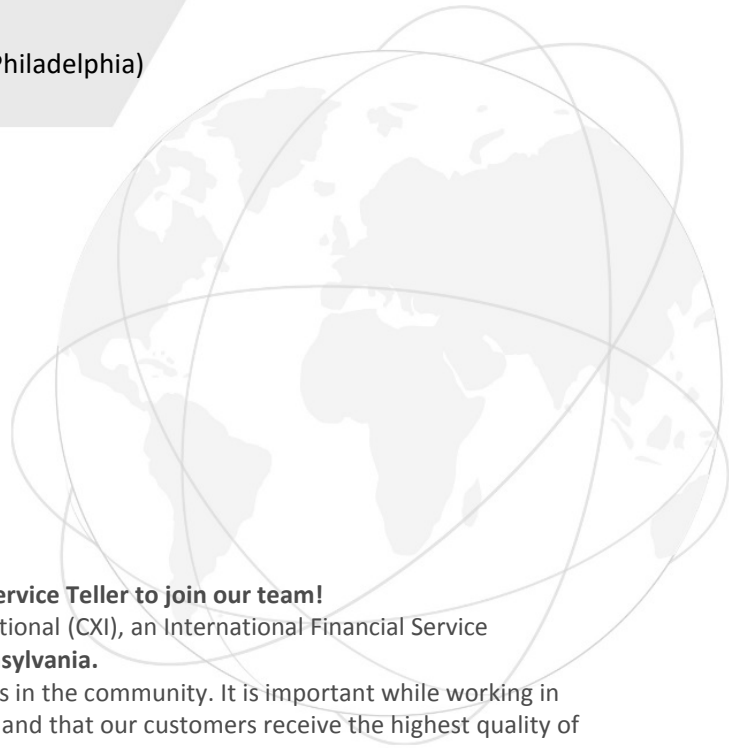 Philadelphia)
ervice Teller to join our team!
tional (CXI), an International Financial Service
sylvania.
s in the community. It is important while working in
and that our customers receive the highest quality of